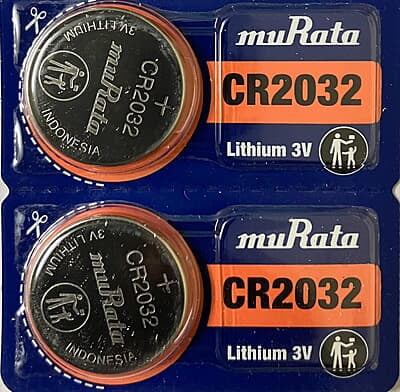 3V LITHIUM
muRata
CR2032
+
INDONESIA
muRata
CR2032
Lithium 3V
3V LITHIUM
muRata
CR2032
+
INDONESIA
muRata
CR2032
Lithium 3V